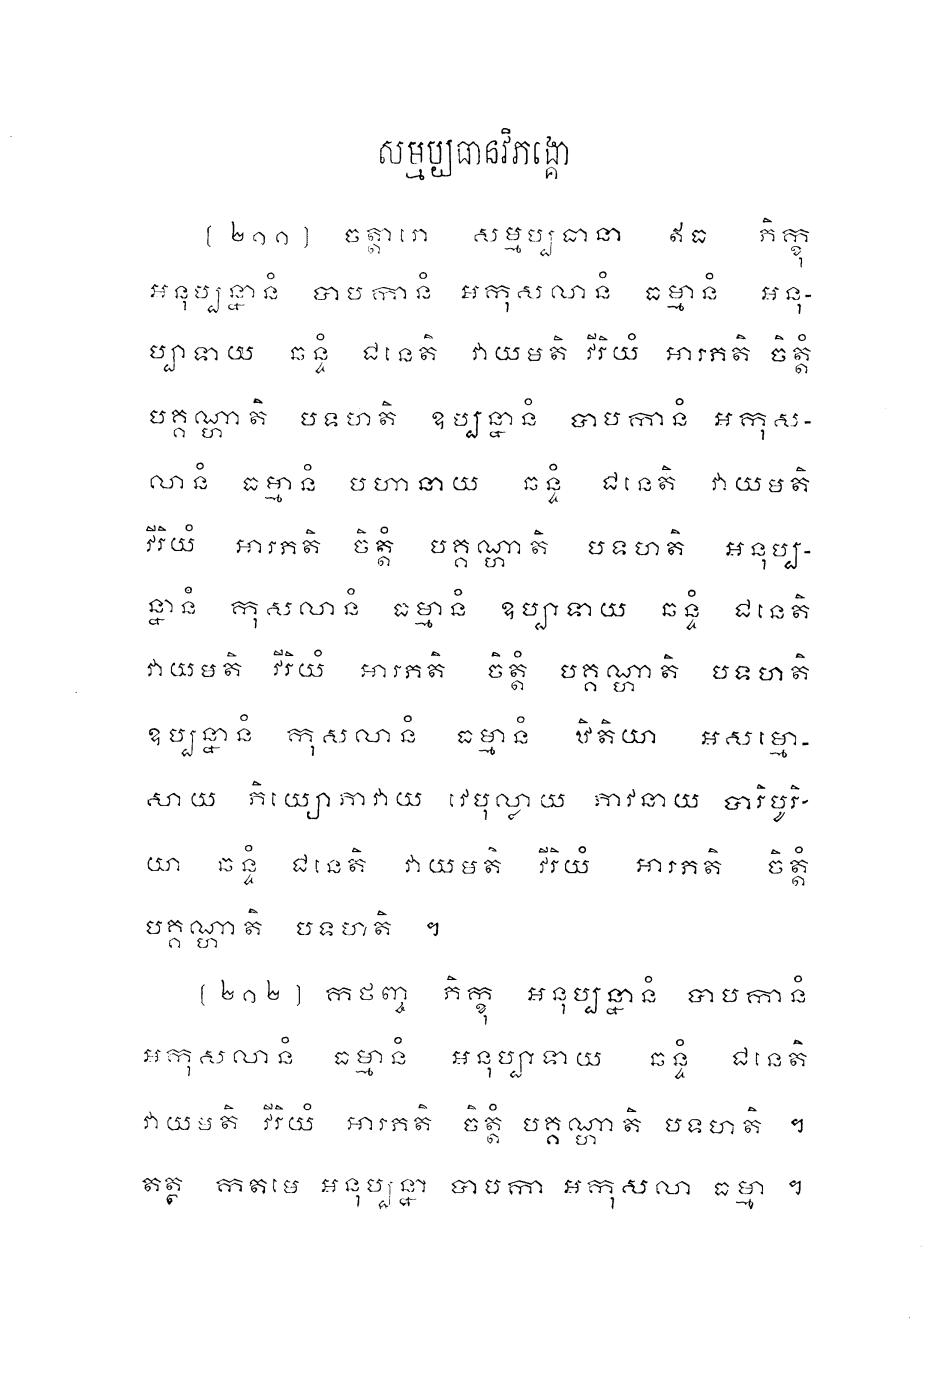 សម្មប្បធានវិភង្គោ
(២១១) ចត្តារោ សម្មប្បធានា ឥធ ភិក្ខុ
អនុប្បន្នានំ បាបកានំ អកុសលានំ ធម្មានំ អនុ-
ប្បាទាយ ឆន្ទំ ជនេតិ វាយមតិ វីរិយំ អារភតិ ចិត្តំ
បគ្គណ្ហាតិ បទហតិ ឧប្បន្នានំ បាបកានំ អកុស-
លានំ ធម្មានំ បហានាយ ឆន្ទំ ជនេតិ វាយមតិ
វីរិយំ អារភតិ ចិត្តំ បគ្គណ្ហាតិ បទហតិ អនុប្ប-
ន្នានំ កុសលានំ ធម្មានំ ឧប្បាទាយ ឆន្ទំ ជនេតិ
វាយមតិ វីរិយំ អារភតិ ចិត្តំ បគ្គណ្ហាតិ បទហតិ
ឧប្បន្នានំ កុសលានំ ធម្មានំ ឋិតិយា អសម្មោ-
សាយ ភិយ្យោភាវាយ វេបុល្លាយ ភាវនាយ បារិបូរិ-
យា ឆន្ទំ ជនេតិ វាយមតិ វីរិយំ អារភតិ ចិត្តំ
បគ្គណ្ហាតិ បទហតិ ។
(២១២) កថញ្ច ភិក្ខុ អនុប្បន្នានំ បាបកានំ
អកុសលានំ ធម្មានំ អនុប្បាទាយ ឆន្ទំ ជនេតិ
វាយមតិ វីរិយំ អារភតិ ចិត្តំ បគ្គណ្ហាតិ បទហតិ ។
តត្ថ កតមេ អនុប្បន្នា បាបកា អកុសលា ធម្មា ។